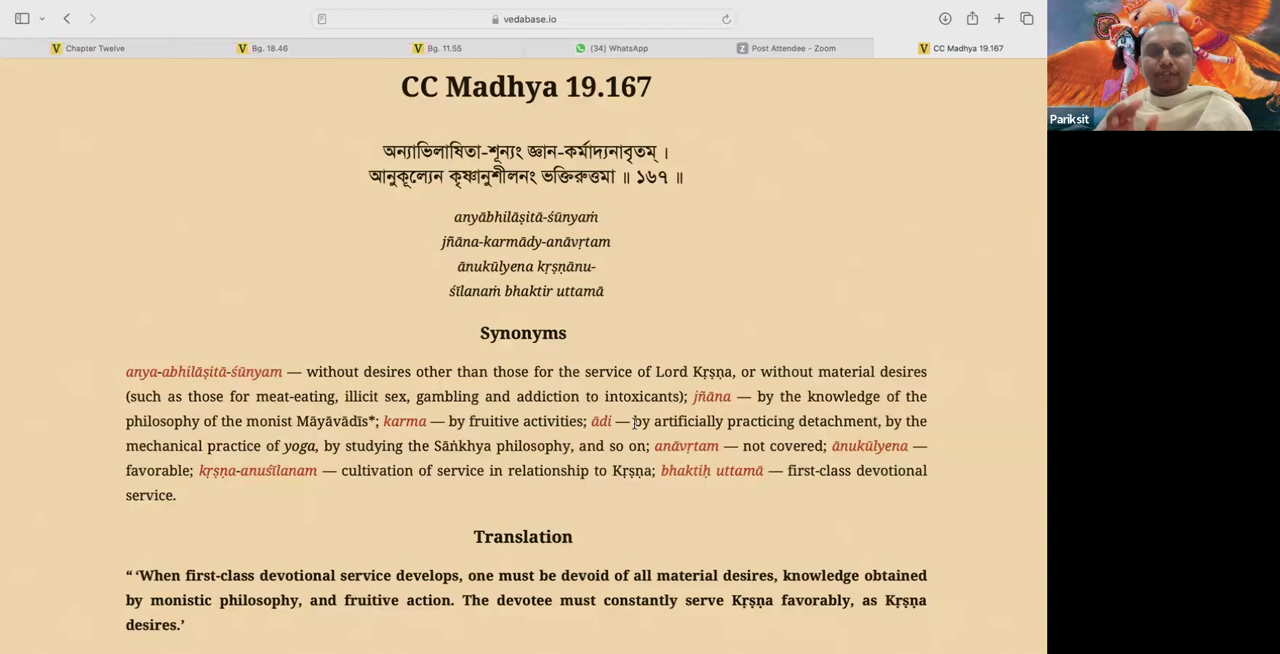 vedabase.io
Chapter Twelve
Bg. 18.46
Bg. 11.55
(34) WhatsApp
Post Attendee - Zoom
CC Madhya 19.167
Pariksit
CC Madhya 19.167
অন্যাভিলাষিতা-শূন্যং জ্ঞান-কর্মাদ্যনাবৃতম্ ।
আনুকূল্যেন কৃষ্ণানুশীলনং ভক্তিরুত্তমা ॥ ১৬৭ ॥
anyābhilāṣitā-śūnyaṁ
jñāna-karmādy-anāvṛtam
ānukūlyena kṛṣṇānu-
śīlanaṁ bhaktir uttamā
Synonyms
anya-abhilāṣitā-śūnyam — without desires other than those for the service of Lord Kṛṣṇa, or without material desires
(such as those for meat-eating, illicit sex, gambling and addiction to intoxicants); jñāna — by the knowledge of the
philosophy of the monist Māyāvādīs*; karma — by fruitive activities; ādi — by artificially practicing detachment, by the
mechanical practice of yoga, by studying the Sāṅkhya philosophy, and so on; anāvṛtam — not covered; ānukūlyena —
favorable; kṛṣṇa-anuśīlanam — cultivation of service in relationship to Kṛṣṇa; bhaktiḥ uttamā — first-class devotional
service.
Translation
“ ‘When first-class devotional service develops, one must be devoid of all material desires, knowledge obtained
by monistic philosophy, and fruitive action. The devotee must constantly serve Kṛṣṇa favorably, as Kṛṣṇa
desires.’